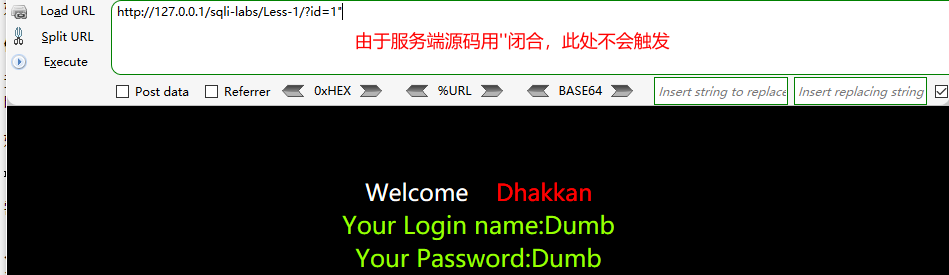 Load URL
http://127.0.0.1/sqli-labs/Less-1/?id=1"
Split URL
由于服务端源码用''闭合，此处不会触发
Execute
Post data Referrer 0xHEX %URL BASE64 Insert string to replace Insert replacing string
Welcome Dhakkan
Your Login name:Dumb
Your Password:Dumb